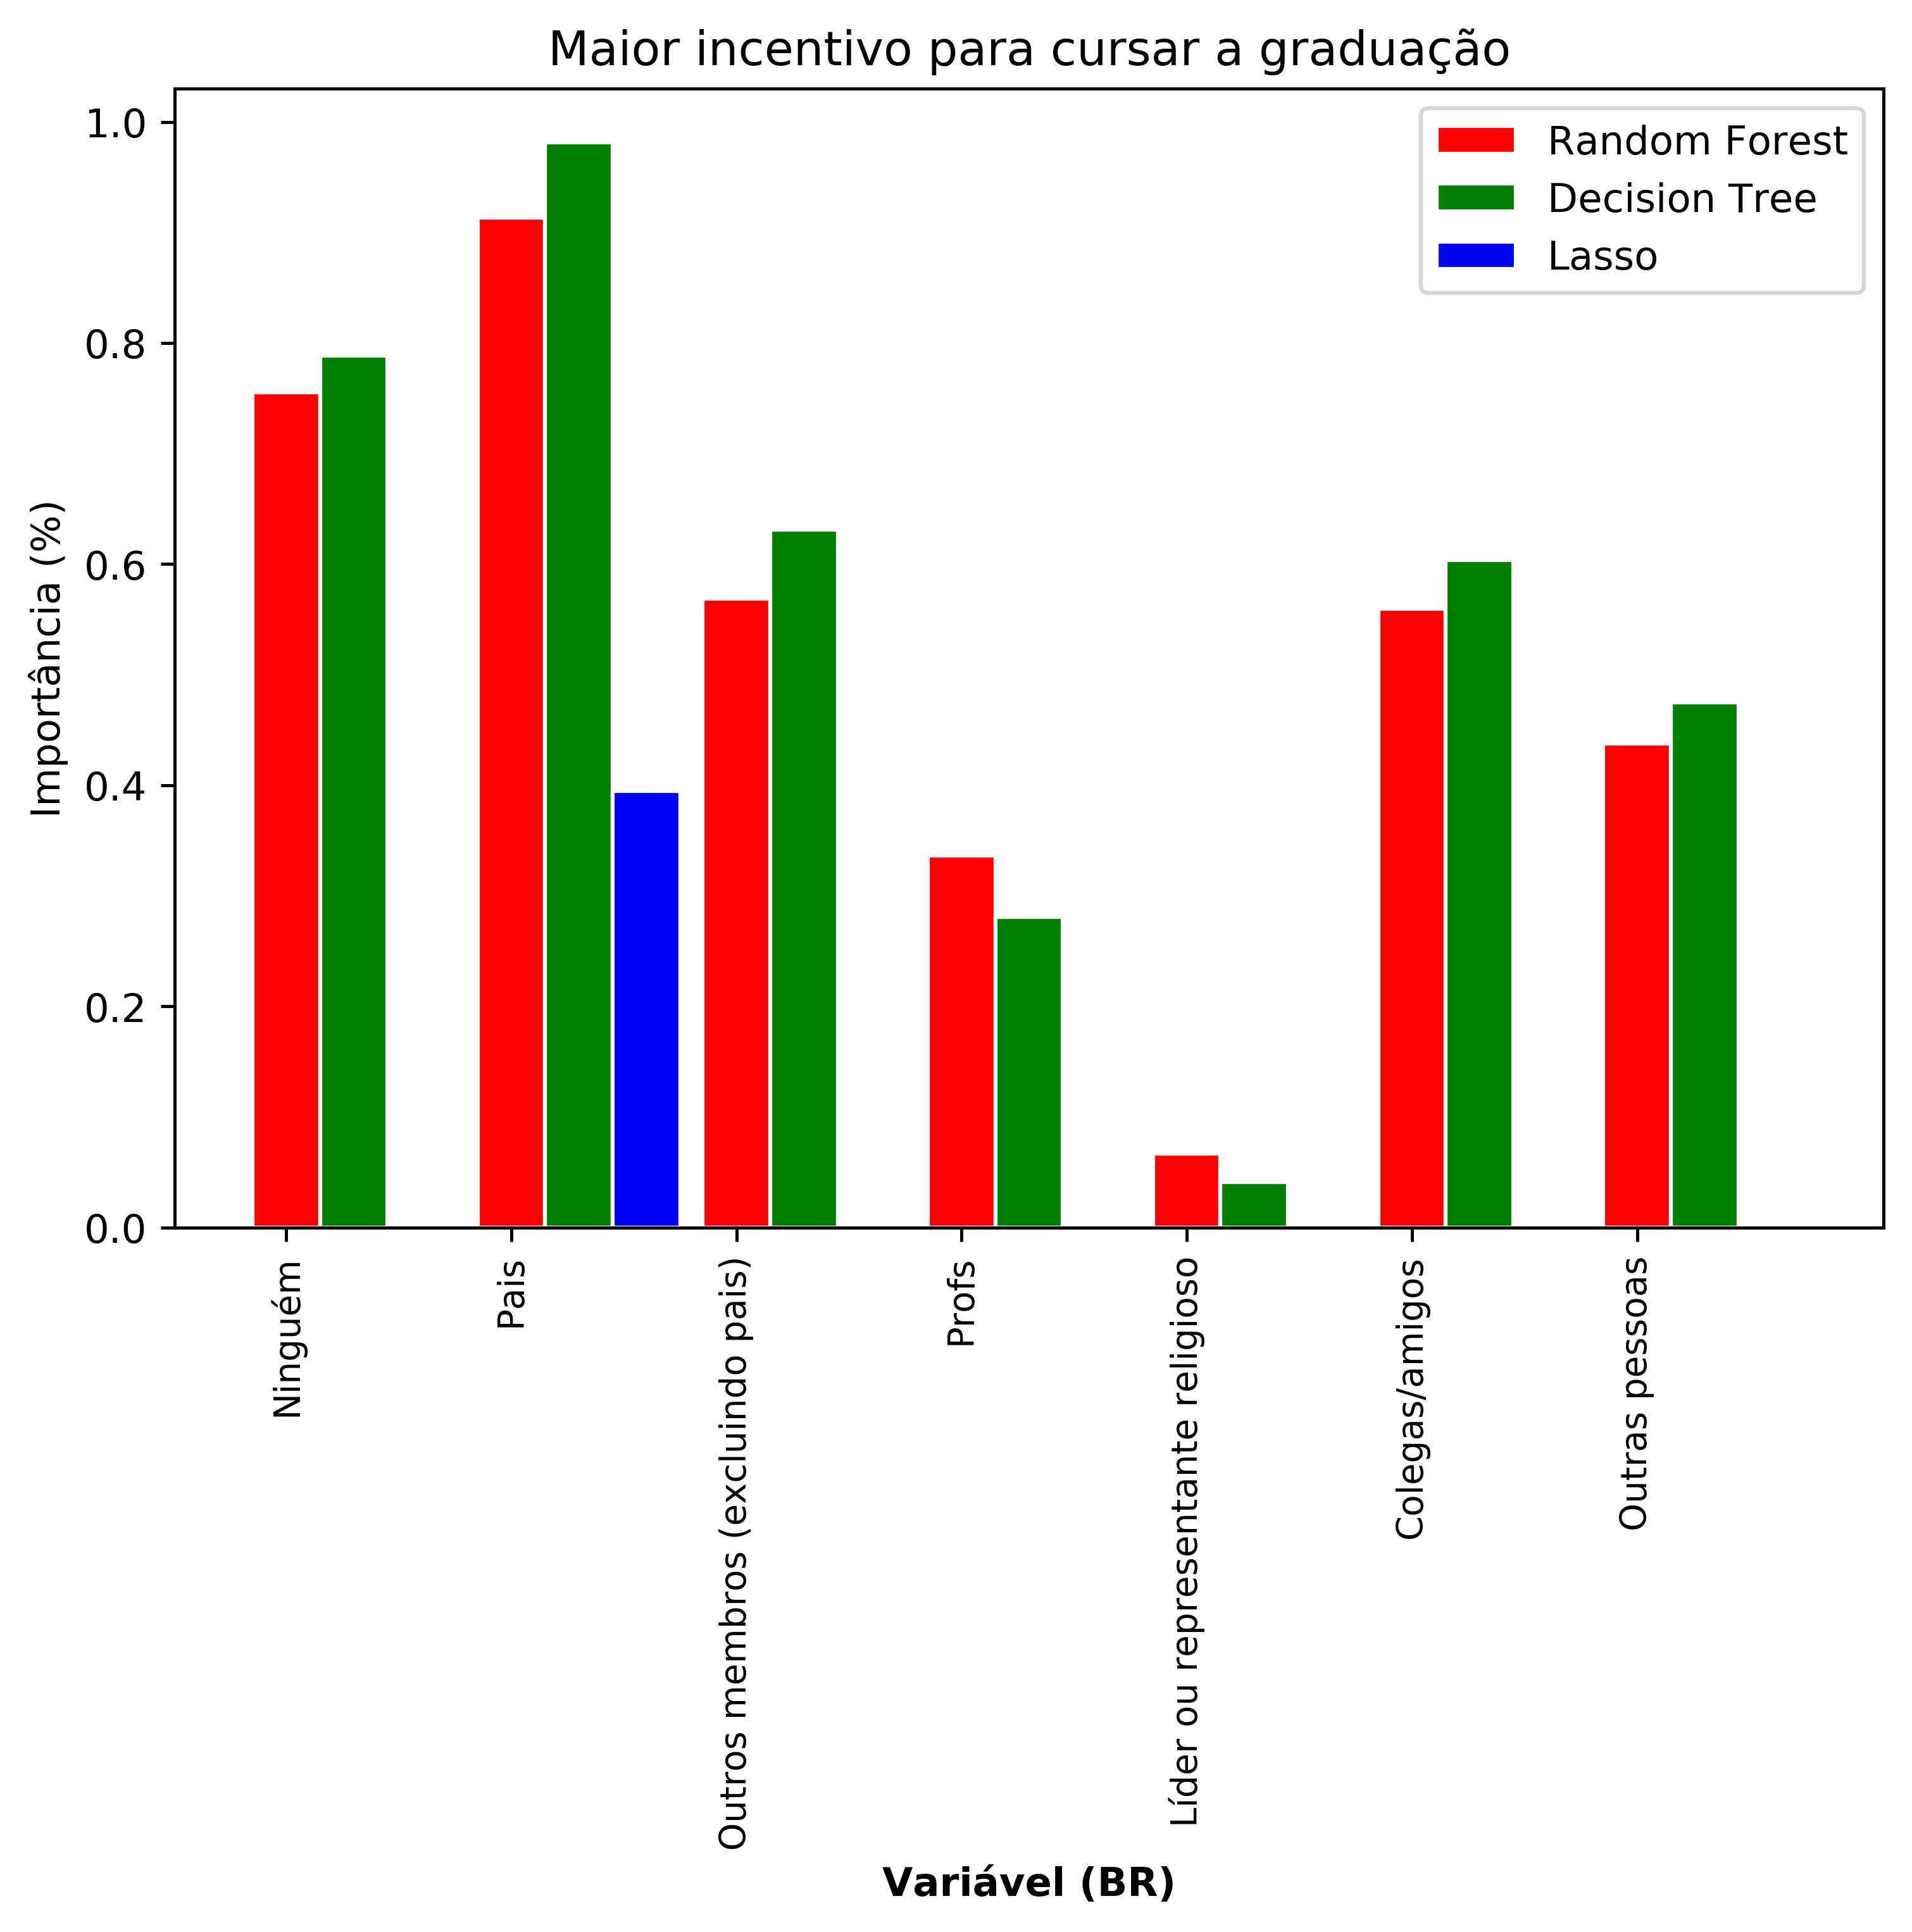 Maior incentivo para cursar a graduação
Random Forest
Decision Tree
Lasso
Importância (%)
1.0
0.8
0.6
0.4
0.2
0.0
Ninguém
Pais
Outros membros (excluindo pais)
Profs
Líder ou representante religioso
Colegas/amigos
Outras pessoas
Variável (BR)